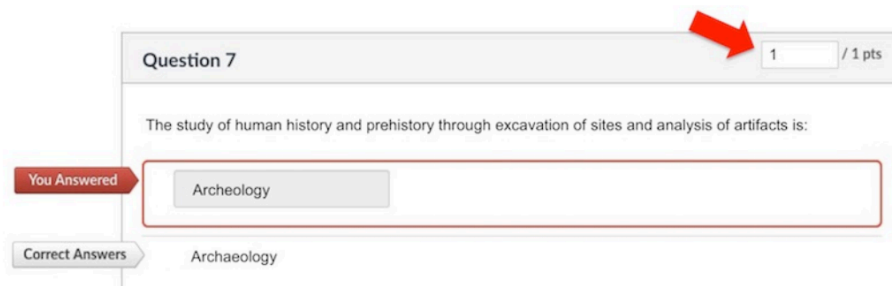 Question 7
1 / 1 pts
The study of human history and prehistory through excavation of sites and analysis of artifacts is:
You Answered
Archeology
Correct Answers
Archaeology